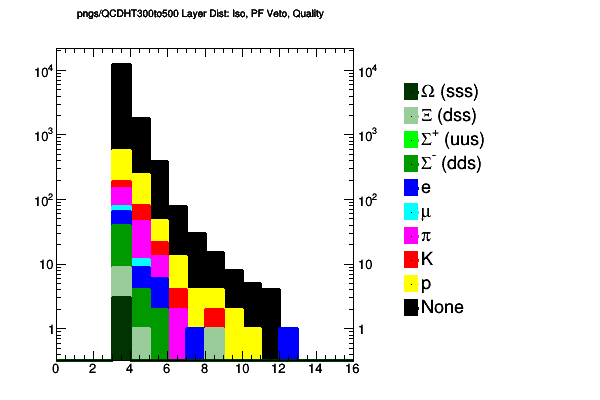 pngs/QCDHT300to500 Layer Dist: Iso, PF Veto, Quality
10⁴
10³
10²
10
1
10⁴
10³
10²
10
1
0 2 4 6 8 10 12 14 16
Ω (sss)
Ξ (dss)
Σ⁺ (uus)
Σ⁻ (dds)
e
μ
π
K
p
None